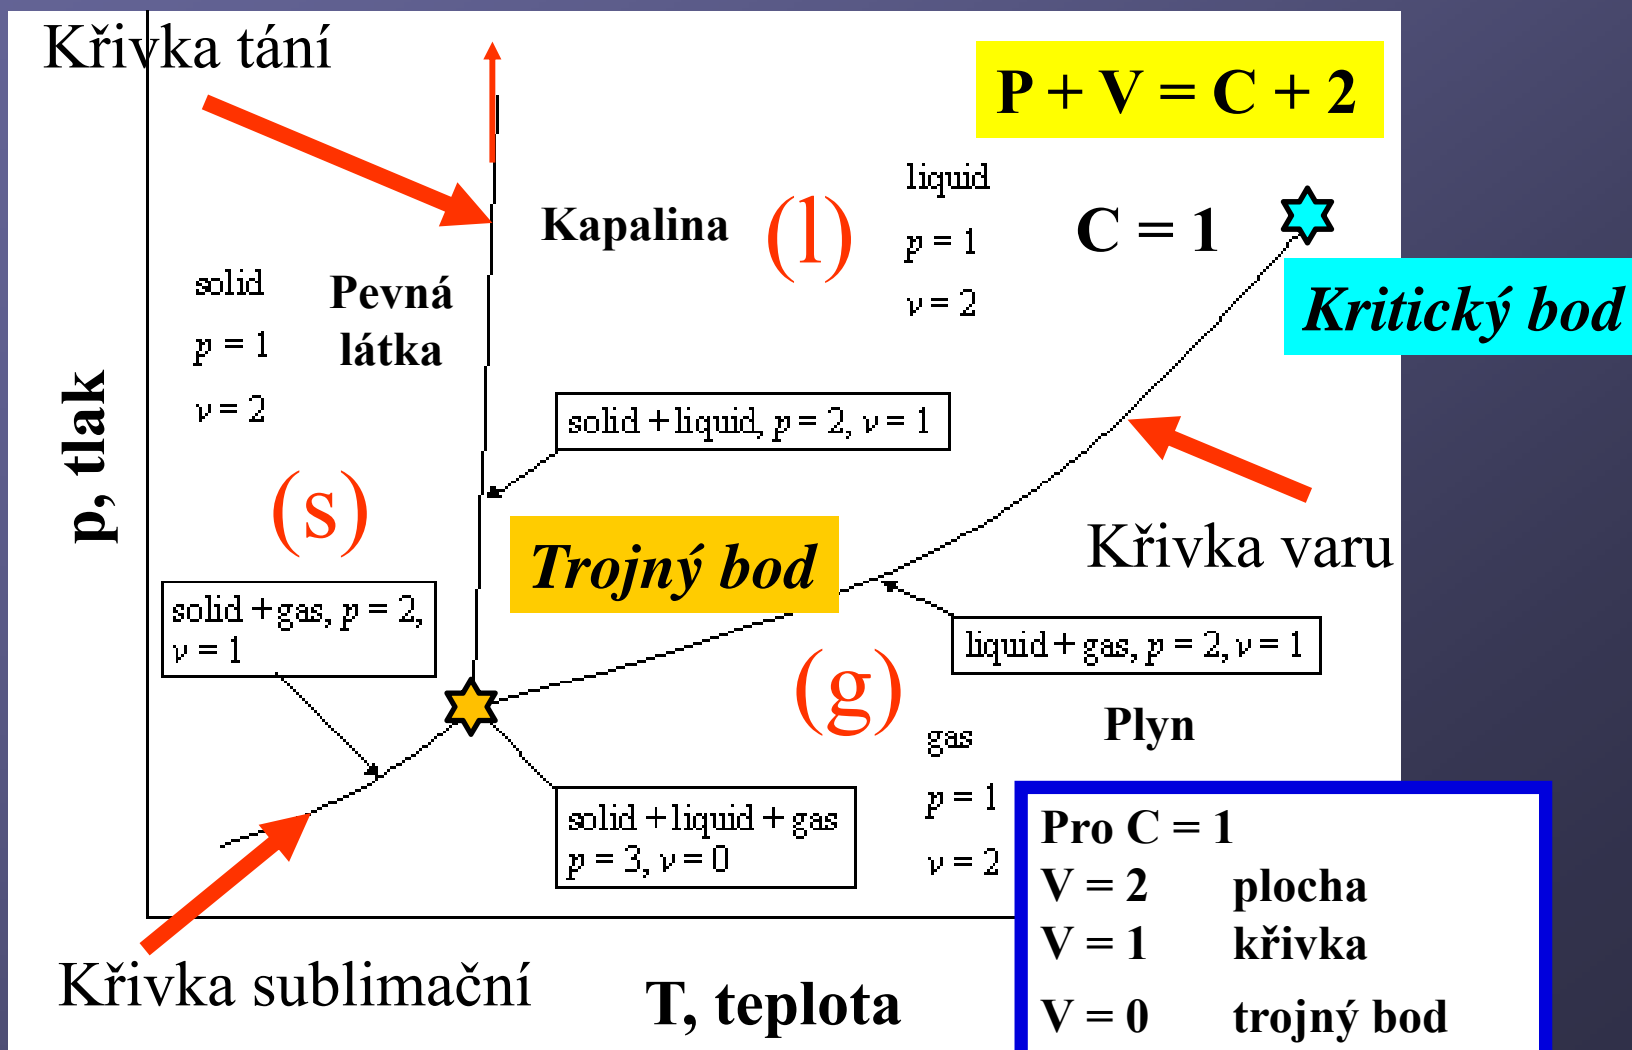 Křivka tání
P + V = C + 2
liquid
p = 1
ν = 2
Kapalina
(l)
C = 1
solid
p = 1
ν = 2
Pevná
látka
Kritický bod
p, tlak
solid + liquid, p = 2, ν = 1
(s)
Trojný bod
Křivka varu
solid + gas, p = 2,
ν = 1
liquid + gas, p = 2, ν = 1
(g)
Plyn
gas
p = 1
ν = 2
solid + liquid + gas
p = 3, ν = 0
Pro C = 1
V = 2 plocha
V = 1 křivka
V = 0 trojný bod
Křivka sublimační
T, teplota